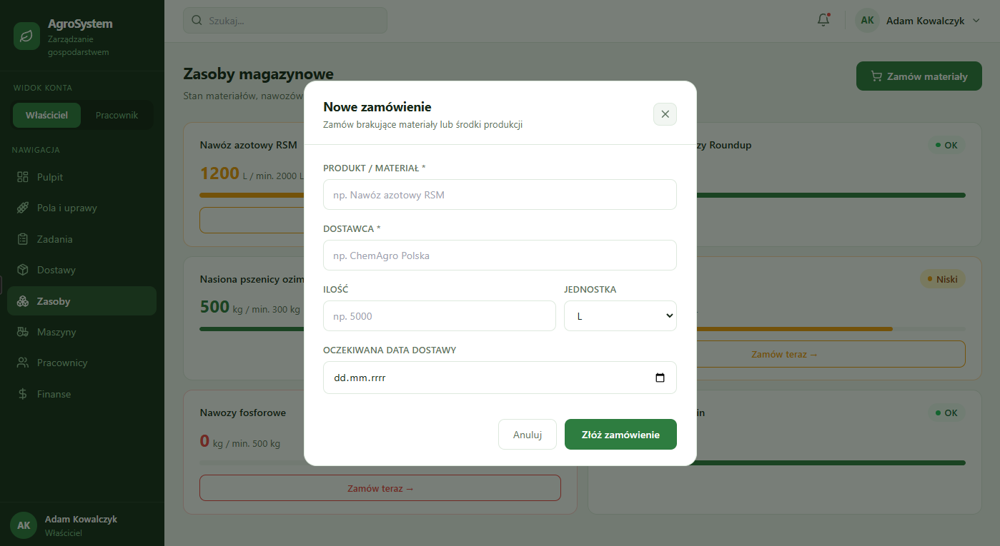 AgroSystem
Zarządzanie
gospodarstwem
WIDOK KONTA
Właściciel
Pracownik
NAWIGACJA
Pulpit
Pola i uprawy
Zadania
Dostawy
Zasoby
Maszyny
Pracownicy
Finanse
AK
Adam Kowalczyk
Właściciel
Szukaj...
AK Adam Kowalczyk
Zasoby magazynowe
Stan materiałów, nawozów
Zamów materiały
Nawóz azotowy RSM
1200 L / min. 2000 L
zy Roundup
OK
Nasiona pszenicy ozim
500 kg / min. 300 kg
Niski
Zamów teraz →
Nawozy fosforowe
0 kg / min. 500 kg
Zamów teraz →
in
OK
Nowe zamówienie
Zamów brakujące materiały lub środki produkcji
PRODUKT / MATERIAŁ *
np. Nawóz azotowy RSM
DOSTAWCA *
np. ChemAgro Polska
ILOŚĆ
JEDNOSTKA
np. 5000
L
OCZEKIWANA DATA DOSTAWY
dd.mm.rrrr
Anuluj
Złóż zamówienie